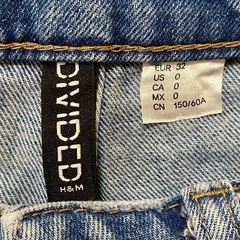 DIVIDED
H&M
EUR 32
US 0
CA 0
MX 0
CN 150/60A